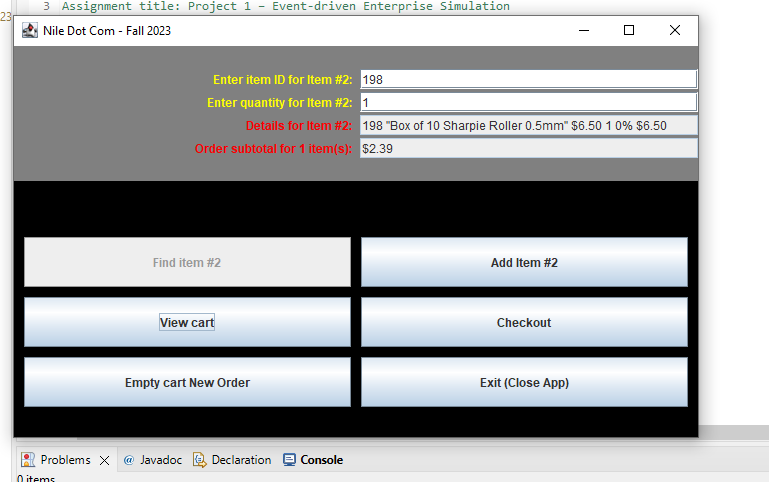 3 Assignment title: Project 1 – Event-driven Enterprise Simulation
23
Nile Dot Com - Fall 2023
Enter item ID for Item #2: 198
Enter quantity for Item #2: 1
Details for Item #2: 198 "Box of 10 Sharpie Roller 0.5mm" $6.50 1 0% $6.50
Order subtotal for 1 item(s): $2.39
Find item #2 Add Item #2
View cart Checkout
Empty cart New Order Exit (Close App)
Problems @ Javadoc Declaration Console
0 items